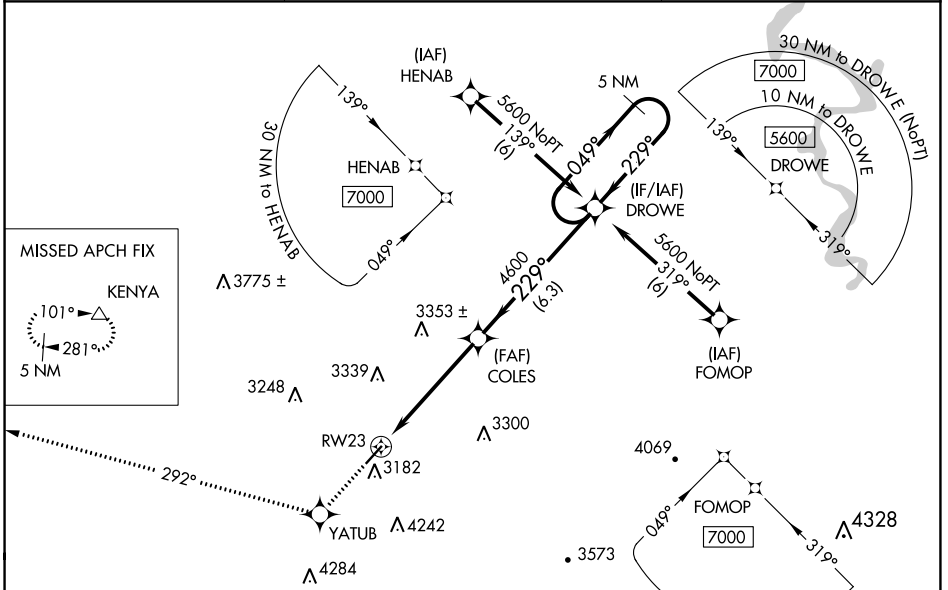 (IAF)
HENAB
5600 NoPT
139°
(6)
5 NM
049°
229°
(IF/IAF)
DROWE
30 NM to DROWE (NoPT)
7000
10 NM to DROWE
5600
DROWE
139°
319°
139°
HENAB
7000
30 NM to HENAB
049°
MISSED APCH FIX
KENYA
101°
281°
5 NM
4600
229°
(6.3)
5600 NoPT
319°
(6)
(IAF)
FOMOP
3775 ±
3353 ±
(FAF)
COLES
3339
3248
3300
RW23
3182
292°
YATUB
4242
4284
4069
FOMOP
7000
049°
319°
4328
3573